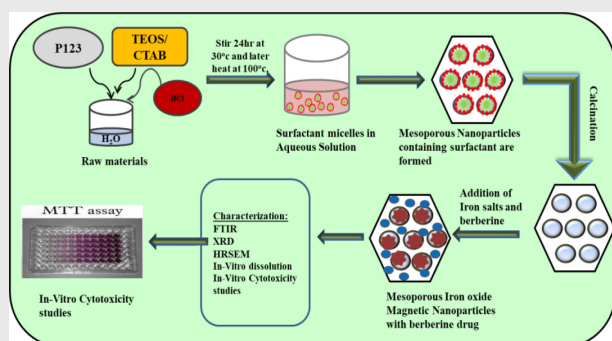 P123
TEOS/
CTAB
HCl
H₂O
Raw materials
Stir 24hr at
30°c and later
heat at 100°c.
Surfactant micelles in
Aqueous Solution
Mesoporous Nanoparticles
containing surfactant are
formed
Calcination
Addition of
Iron salts and
berberine
Mesoporous Iron oxide
Magnetic Nanoparticles
with berberine drug
Characterization:
FTIR
XRD
HRSEM
In-Vitro dissolution
In-Vitro Cytotoxicity
studies
MTT assay
In-Vitro Cytotoxicity
studies